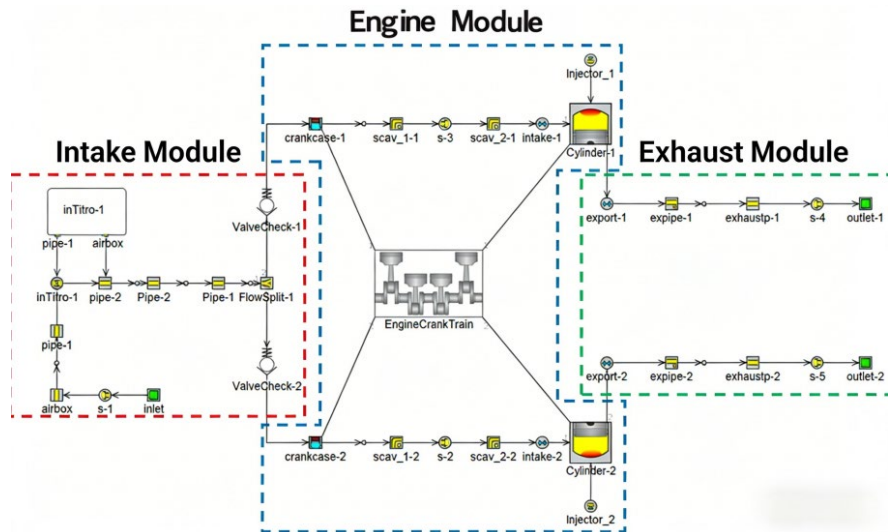 Engine Module
Injector_1
crankcase-1
scav_1-1
s-3
scav_2-1
intake-1
Cylinder-1
Intake Module
Exhaust Module
inTitro-1
pipe-1
airbox
ValveCheck-1
export-1
expipe-1
exhaustp-1
s-4
outlet-1
inTitro-1
pipe-2
Pipe-2
Pipe-1
FlowSplit-1
EngineCrankTrain
pipe-1
ValveCheck-2
export-2
expipe-2
exhaustp-2
s-5
outlet-2
airbox
s-1
inlet
crankcase-2
scav_1-2
s-2
scav_2-2
intake-2
Cylinder-2
Injector_2